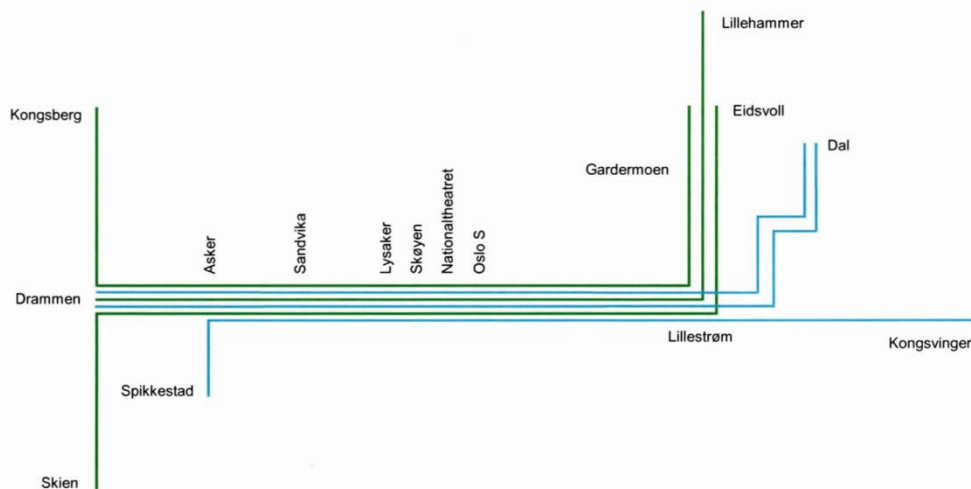 Lillehammer
Kongsberg
Eidsvoll
Dal
Gardermoen
Asker
Sandvika
Lysaker
Skøyen
Nationaltheatret
Oslo S
Drammen
Lillestrøm
Kongsvinger
Spikkestad
Skien